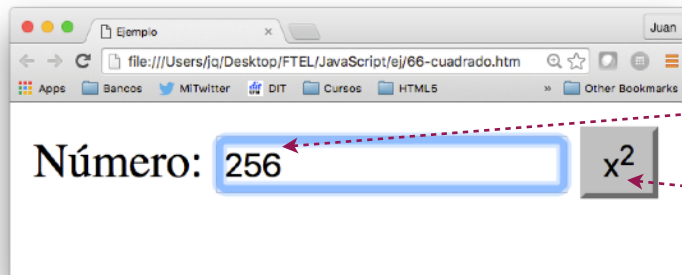 Ejemplo
Juan
file:///Users/jq/Desktop/FTEL/JavaScript/ej/66-cuadrado.htm
Apps Bancos MiTwitter DIT Cursos HTML5 » Other Bookmarks
Número: 256 x²